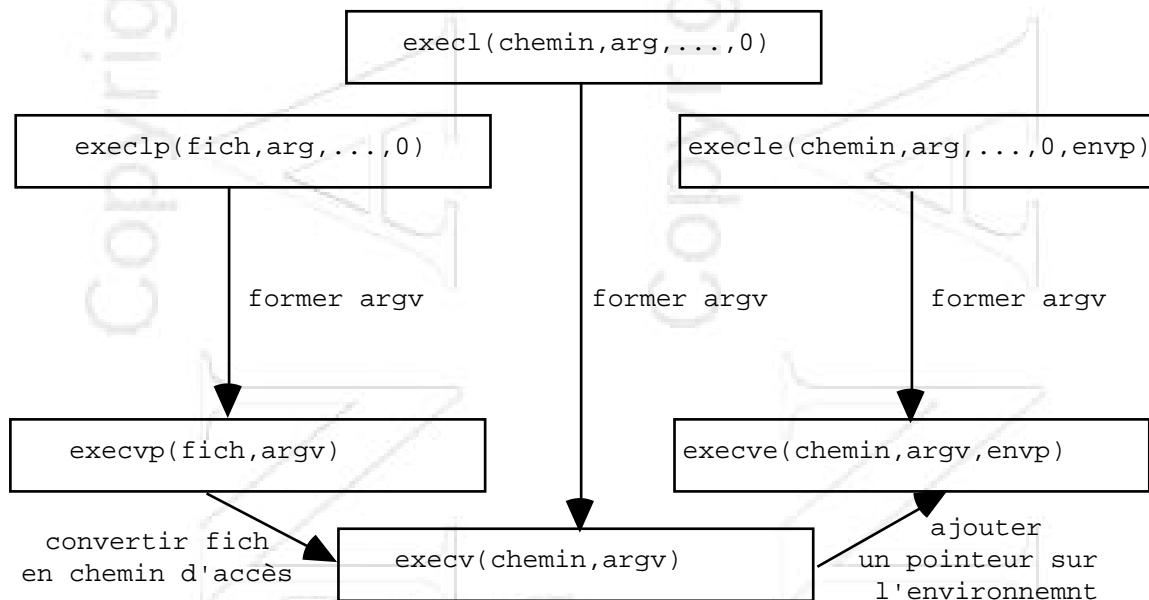 execl(chemin,arg,...,0)
execlp(fich,arg,...,0)
execle(chemin,arg,...,0,envp)
former argv
former argv
former argv
execvp(fich,argv)
execve(chemin,argv,envp)
convertir fich
en chemin d'accès
execv(chemin,argv)
ajouter
un pointeur sur
l'environnemnt
Copyrig
Copyrig